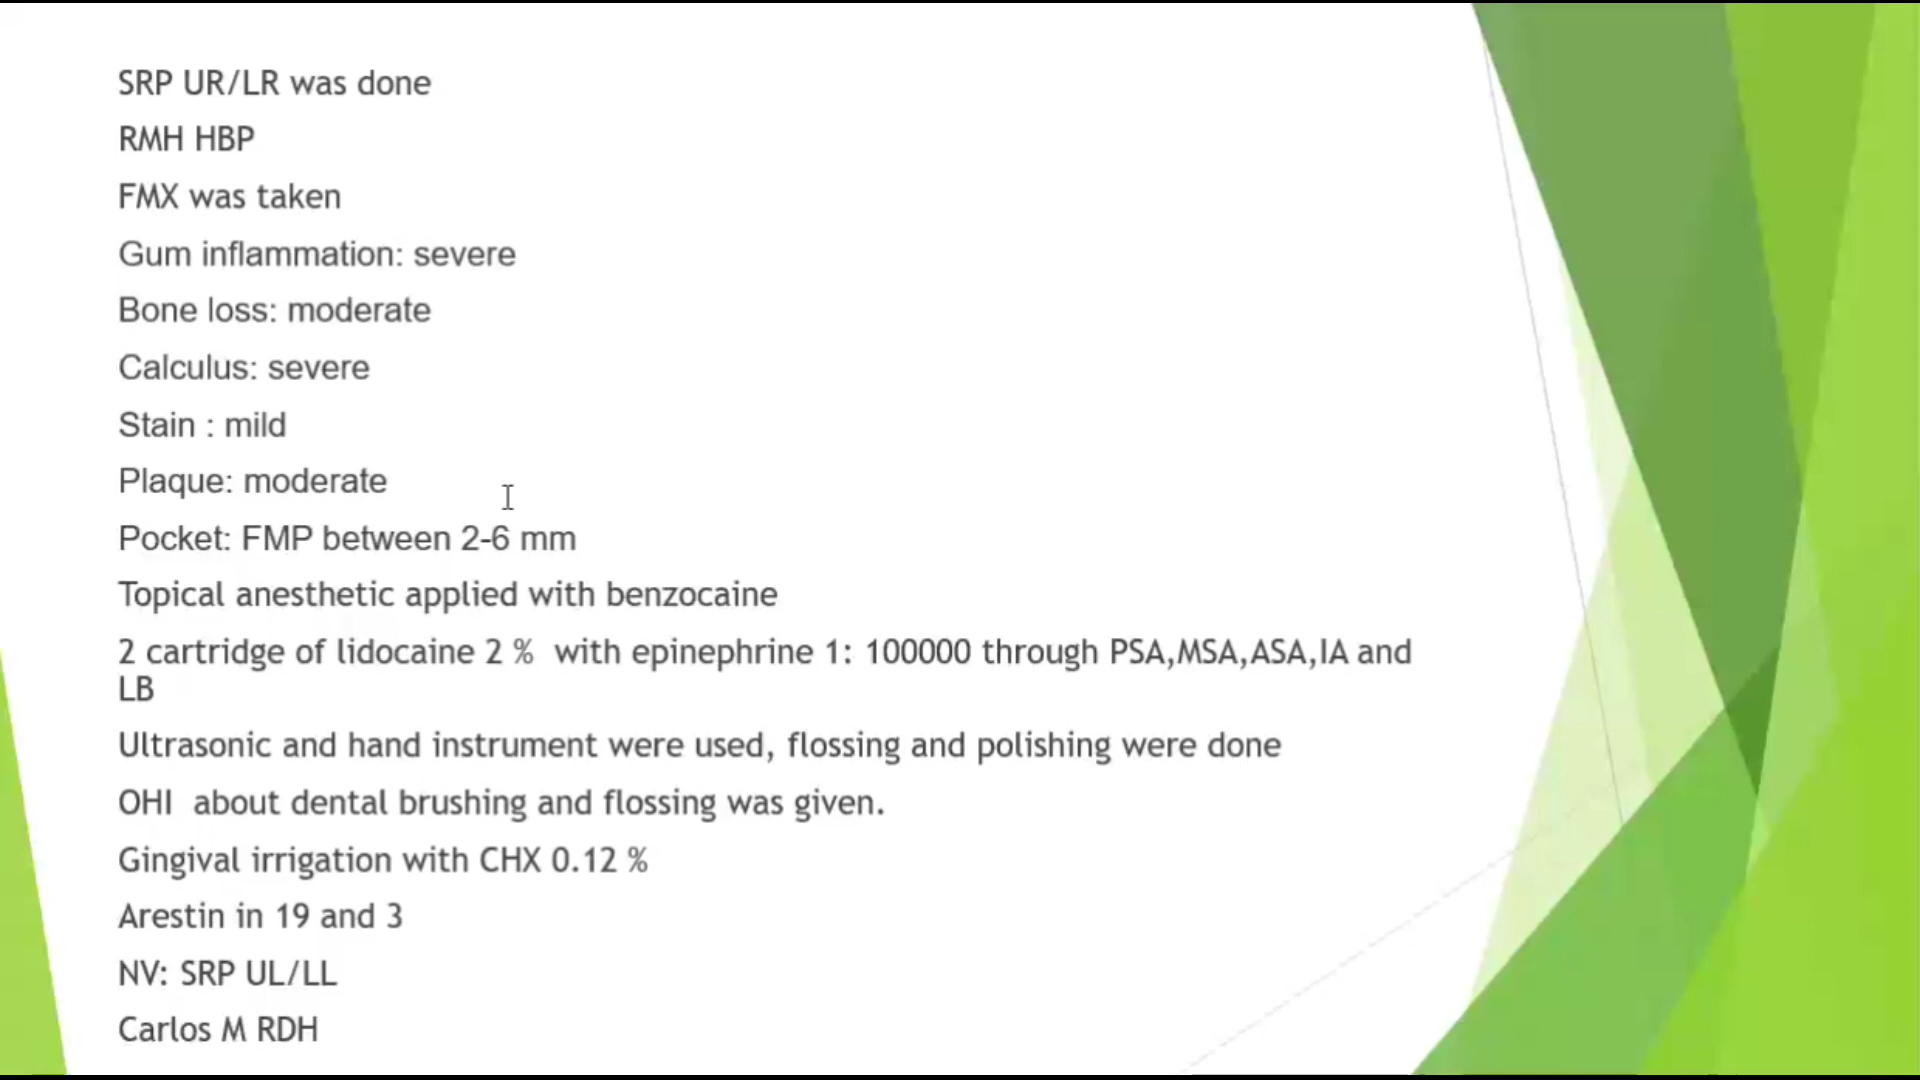 SRP UR/LR was done
RMH HBP
FMX was taken
Gum inflammation: severe
Bone loss: moderate
Calculus: severe
Stain : mild
Plaque: moderate
Pocket: FMP between 2-6 mm
Topical anesthetic applied with benzocaine
2 cartridge of lidocaine 2 %  with epinephrine 1: 100000 through PSA,MSA,ASA,IA and
LB
Ultrasonic and hand instrument were used, flossing and polishing were done
OHI  about dental brushing and flossing was given.
Gingival irrigation with CHX 0.12 %
Arestin in 19 and 3
NV: SRP UL/LL
Carlos M RDH